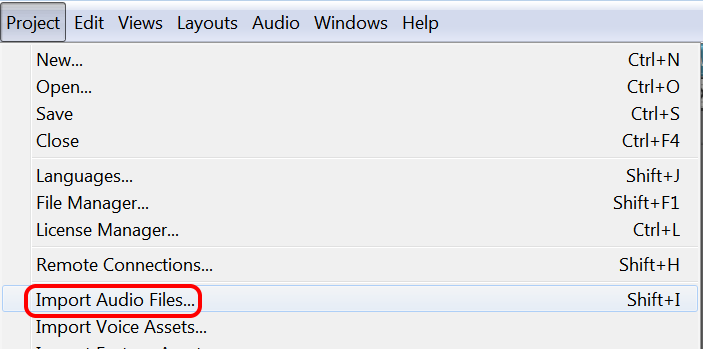 Project Edit Views Layouts Audio Windows Help
New... Ctrl+N
Open... Ctrl+O
Save Ctrl+S
Close Ctrl+F4
Languages... Shift+J
File Manager... Shift+F1
License Manager... Ctrl+L
Remote Connections... Shift+H
Import Audio Files... Shift+I
Import Voice Assets...